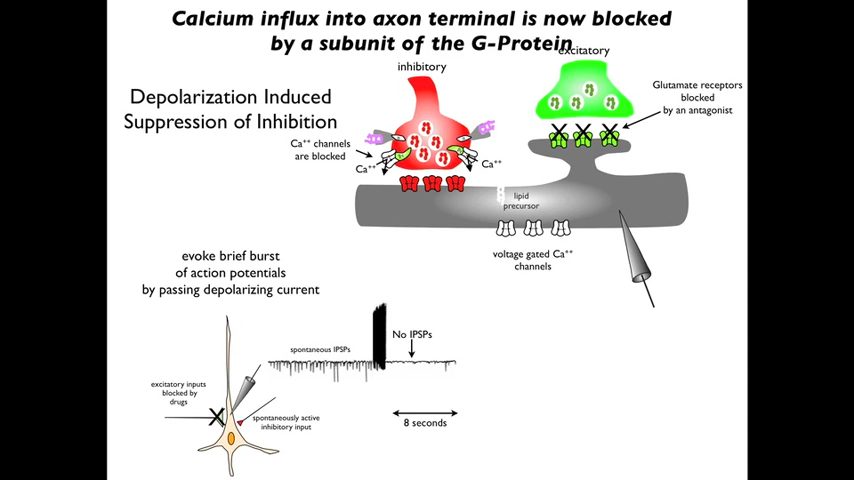 Calcium influx into axon terminal is now blocked
by a subunit of the G-Protein
excitatory
inhibitory
Depolarization Induced
Suppression of Inhibition
Glutamate receptors
blocked
by an antagonist
Ca⁺⁺ channels
are blocked
Ca⁺⁺
Ca⁺⁺
lipid
precursor
voltage gated Ca⁺⁺
channels
evoke brief burst
of action potentials
by passing depolarizing current
No IPSPs
spontaneous IPSPs
excitatory inputs
blocked by
drugs
spontaneously active
inhibitory input
8 seconds